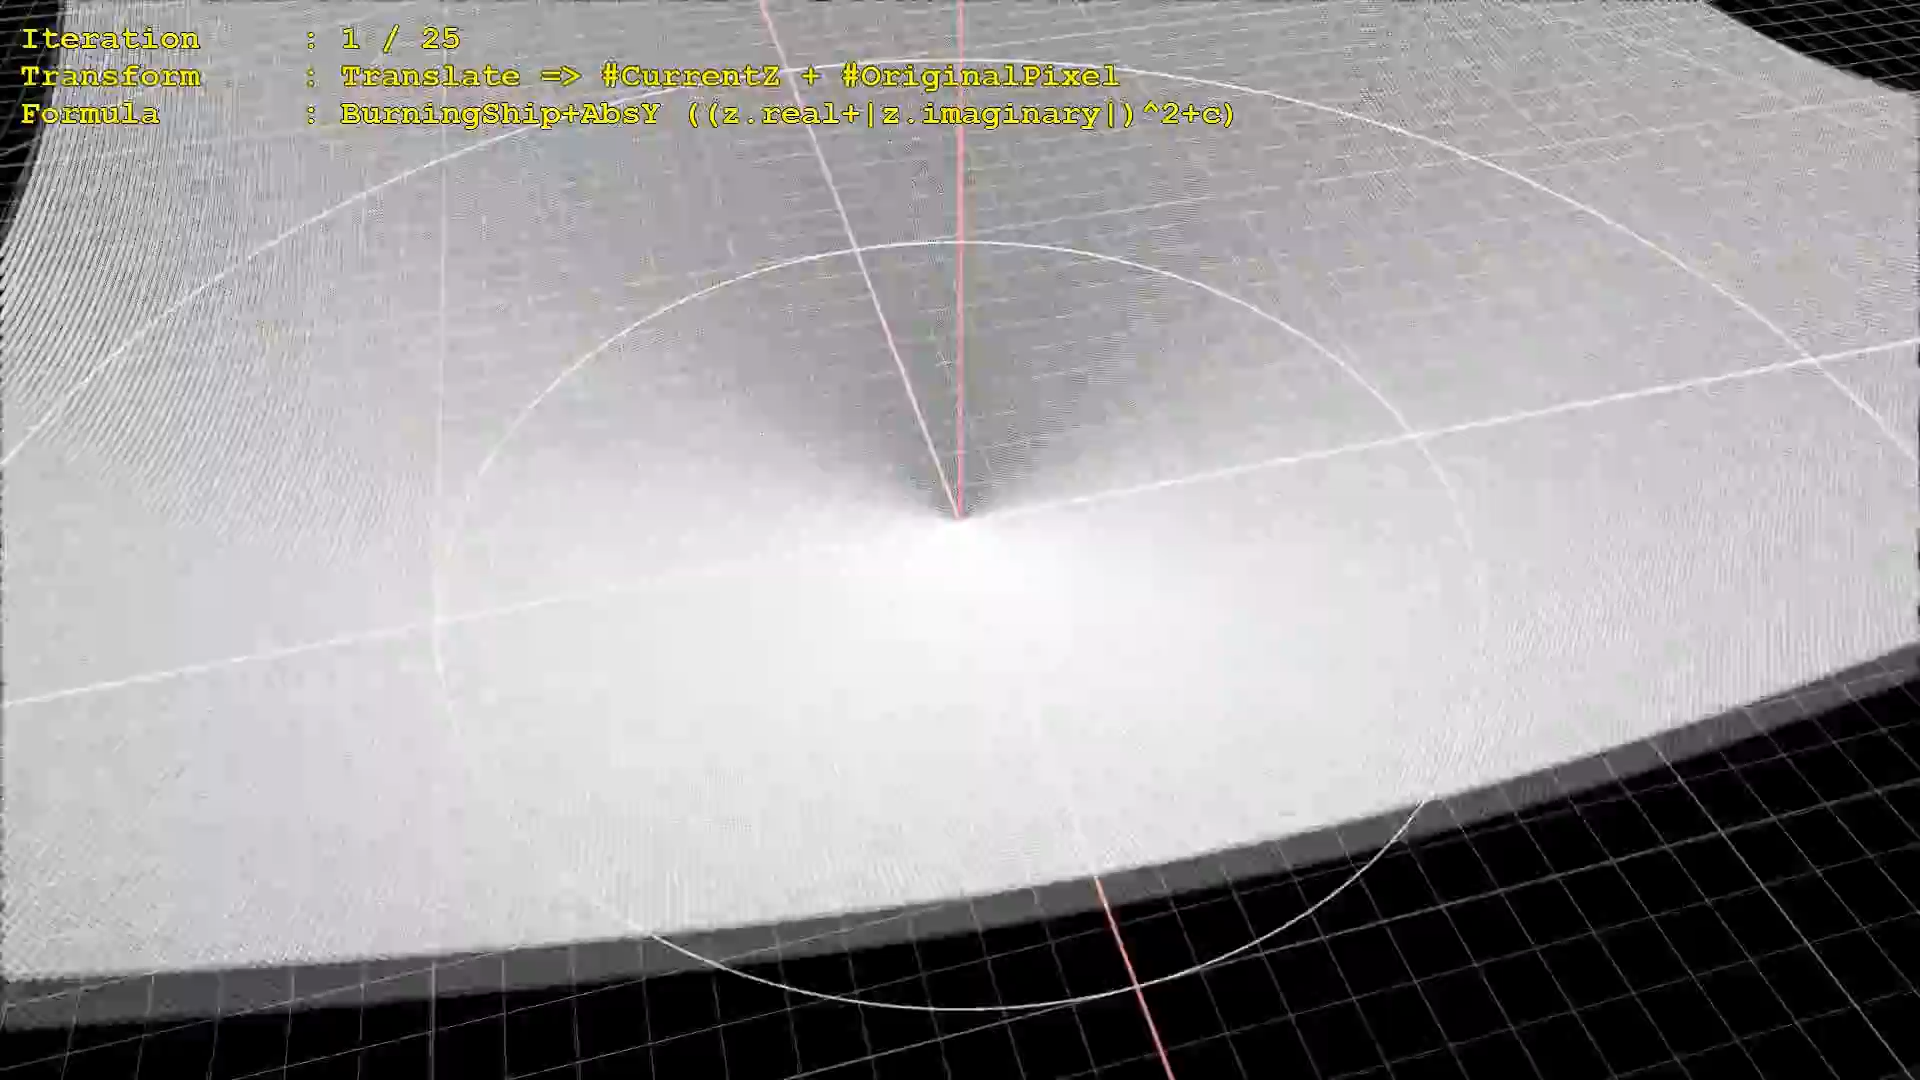 Iteration : 1 / 25
Transform : Translate => #CurrentZ + #OriginalPixel
Formula : BurningShip+AbsY ((z.real+|z.imaginary|)^2+c)